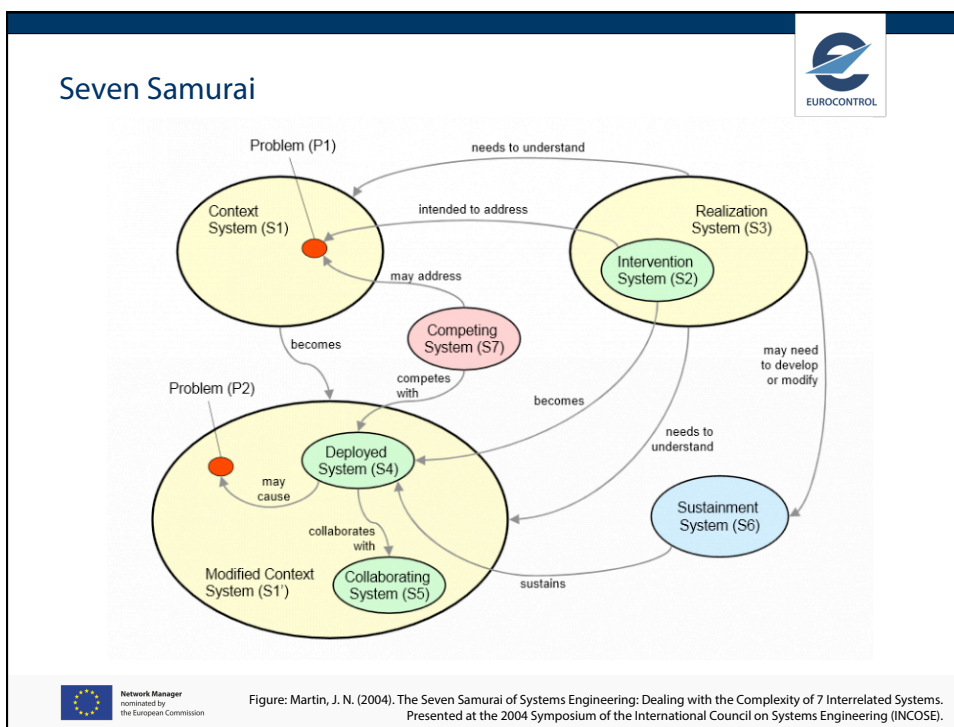 EUROCONTROL
Seven Samurai
Problem (P1)
needs to understand
Context
System (S1)
intended to address
Realization
System (S3)
Intervention
System (S2)
may address
Competing
System (S7)
becomes
may need
to develop
or modify
Problem (P2)
competes
with
becomes
needs to
understand
Deployed
System (S4)
may
cause
Sustainment
System (S6)
collaborates
with
Modified Context
System (S1')
Collaborating
System (S5)
sustains
Network Manager
nominated by
the European Commission
Figure: Martin, J. N. (2004). The Seven Samurai of Systems Engineering: Dealing with the Complexity of 7 Interrelated Systems.
Presented at the 2004 Symposium of the International Council on Systems Engineering (INCOSE).